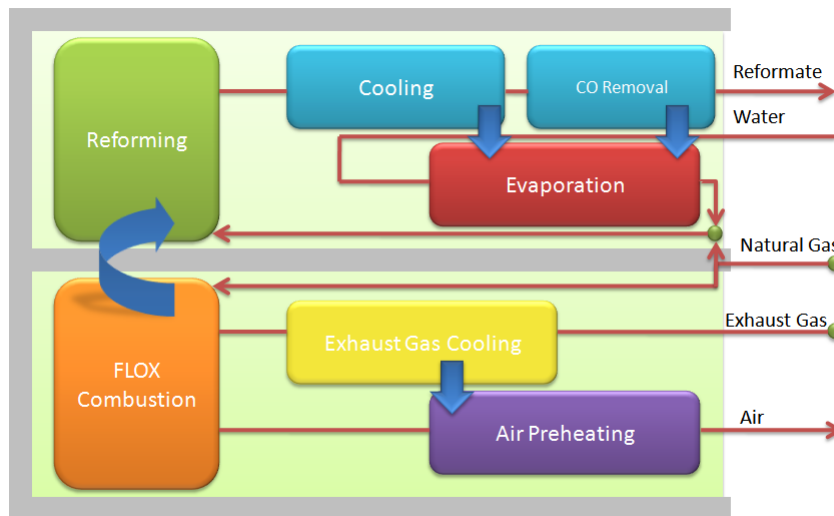 Reforming
Cooling
CO Removal
Reformate
Water
Evaporation
Natural Gas
FLOX
Combustion
Exhaust Gas Cooling
Exhaust Gas
Air Preheating
Air